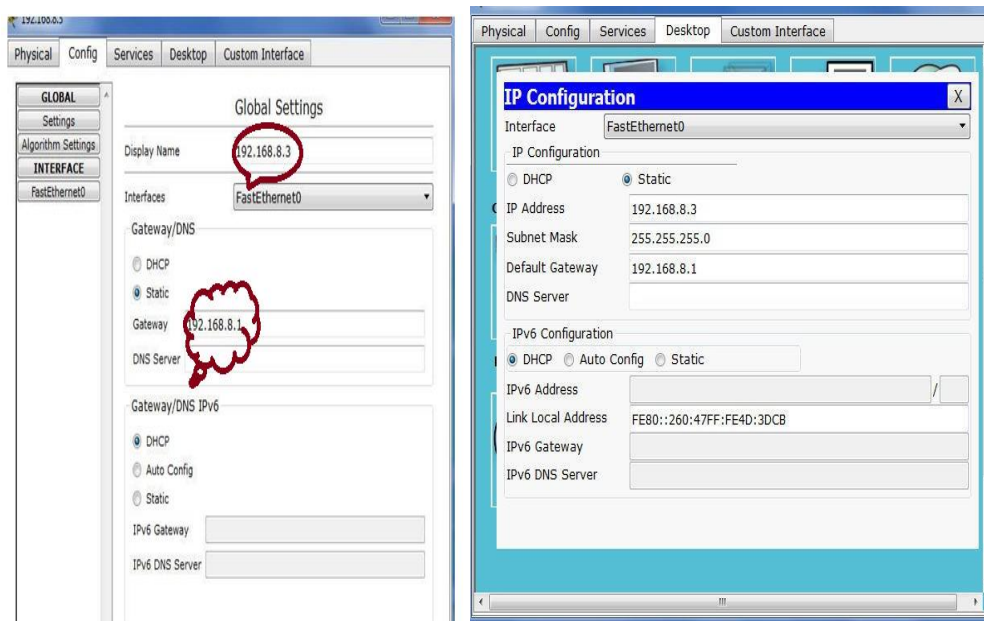 192.168.8.3
Physical Config Services Desktop Custom Interface
GLOBAL
Settings
Algorithm Settings
INTERFACE
FastEthernet0
Global Settings
Display Name 192.168.8.3
Interfaces FastEthernet0
Gateway/DNS
DHCP
Static
Gateway 192.168.8.1
DNS Server
Gateway/DNS IPv6
DHCP
Auto Config
Static
IPv6 Gateway
IPv6 DNS Server
Physical Config Services Desktop Custom Interface
IP Configuration X
Interface FastEthernet0
IP Configuration
DHCP Static
IP Address 192.168.8.3
Subnet Mask 255.255.255.0
Default Gateway 192.168.8.1
DNS Server
IPv6 Configuration
DHCP Auto Config Static
IPv6 Address /
Link Local Address FE80::260:47FF:FE4D:3DCB
IPv6 Gateway
IPv6 DNS Server